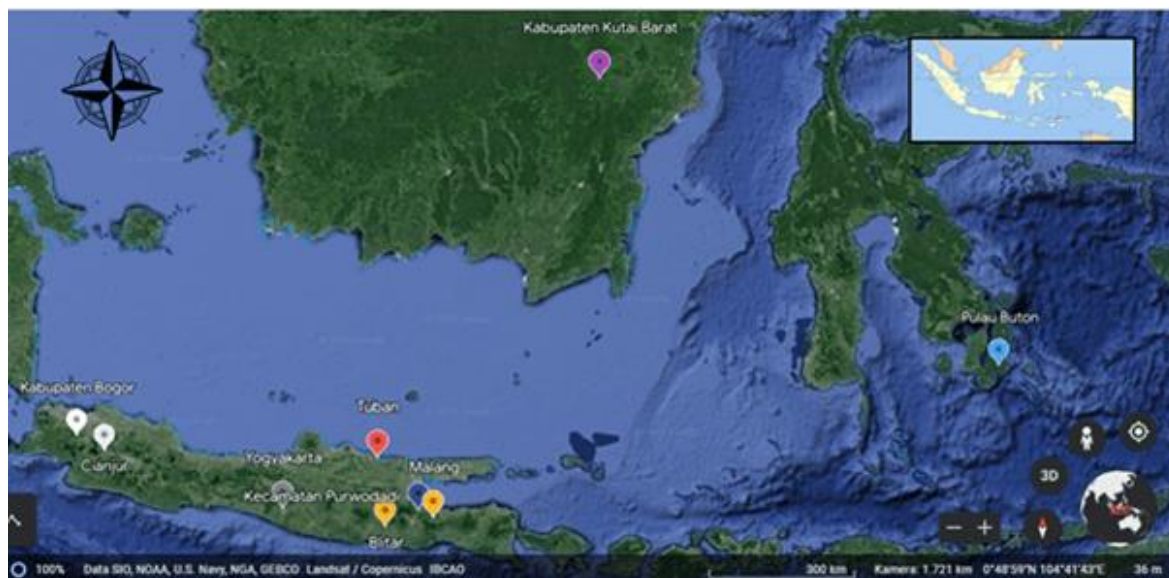 Kabupaten Kutai Barat
Pulau Buton
Kabupaten Bogor
Cianjur
Tuban
Yogyakarta
Malang
Kecamatan Purwodadi
Blitar
3D
100% Data SIO, NOAA, U.S. Navy, NGA, GEBCO Landsat / Copernicus IBCAO 300 km Kamera: 1.721 km 0°48'59"N 104°41'43"E 36 m